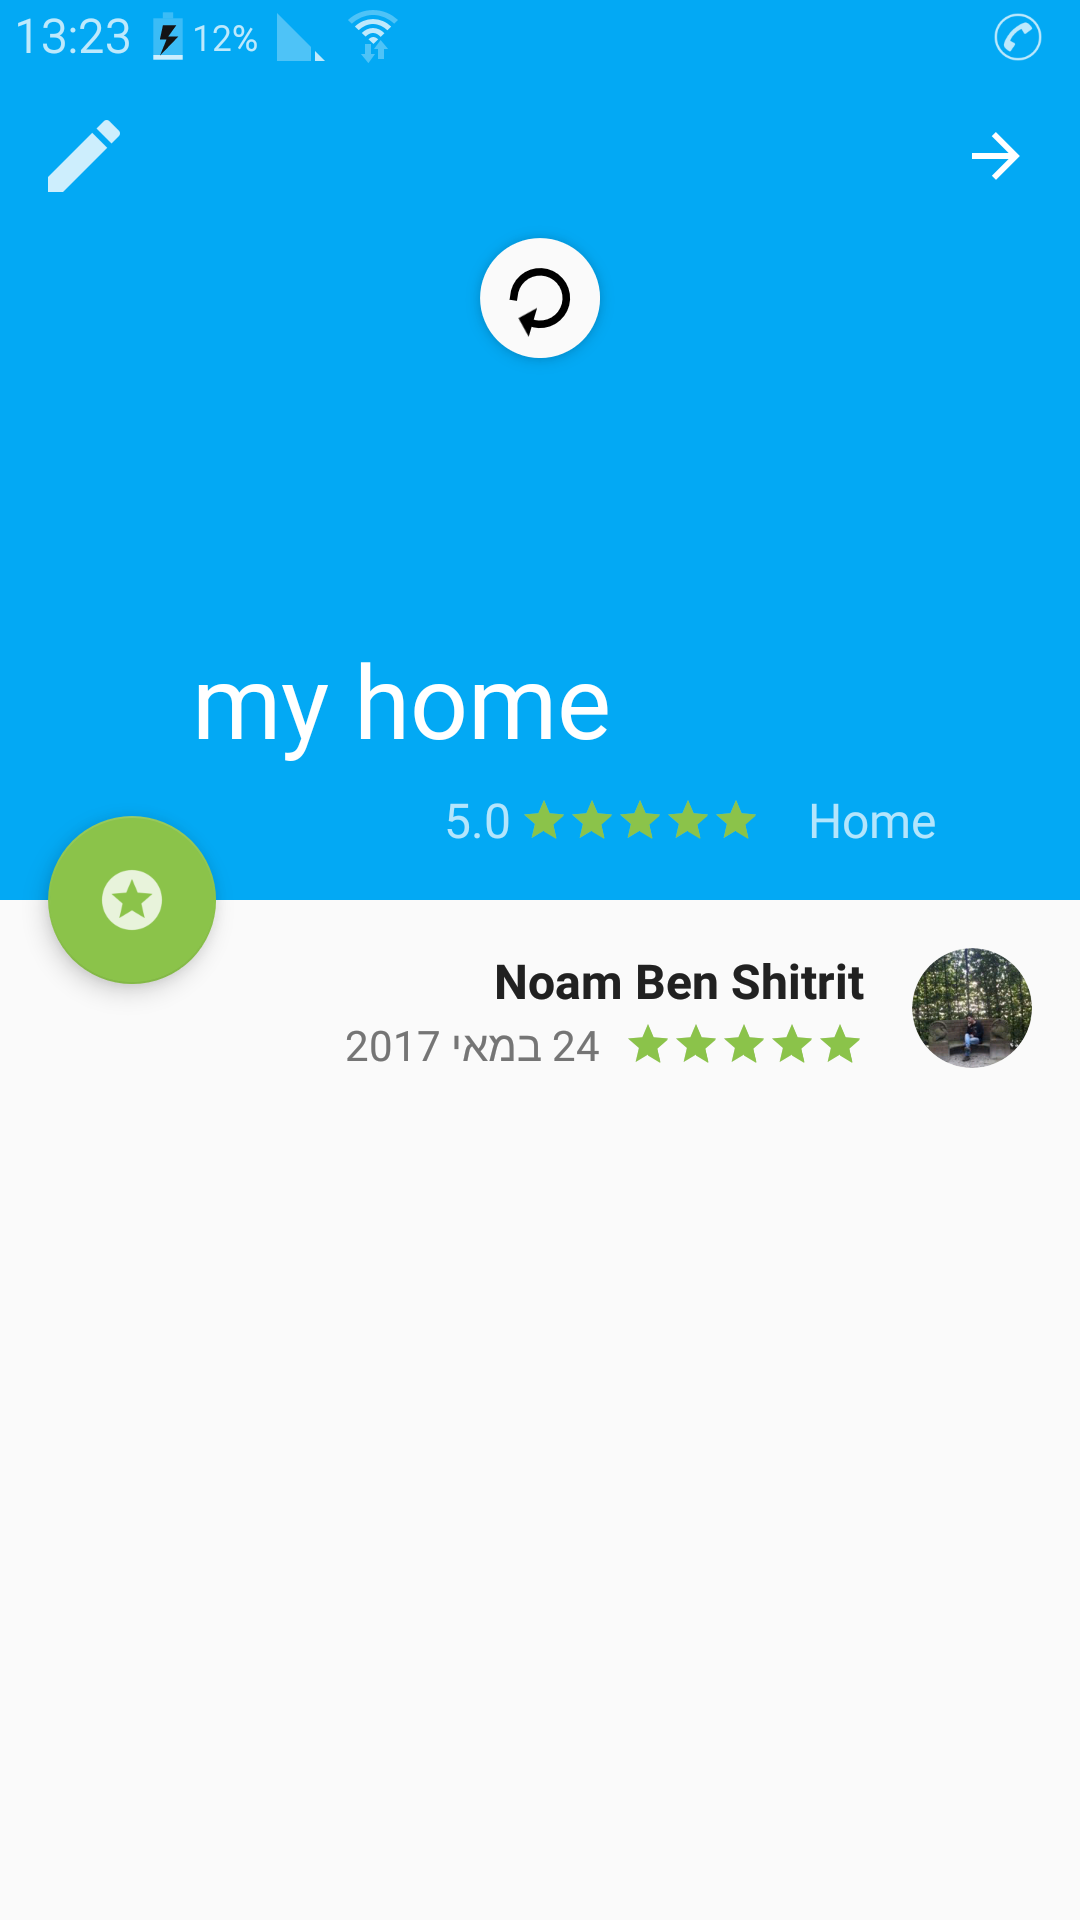 13:23 12%
my home
5.0 Home
Noam Ben Shitrit
24 במאי 2017